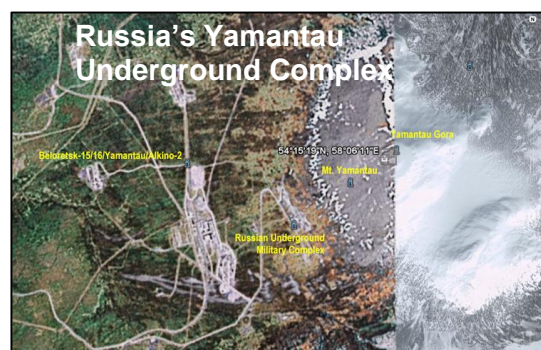 Russia's Yamantau
Underground Complex
Yamantau Gora
54°15'19"N, 58°06'11"E
Beloretsk-15/16/Yamantau/Alkino-2
Mt. Yamantau
Russian Underground
Military Complex